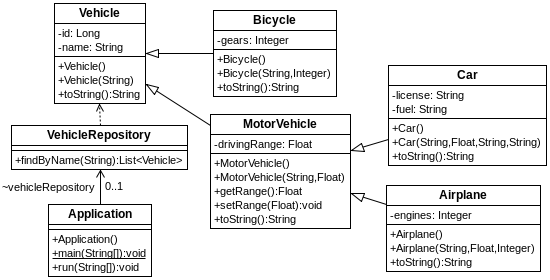 Vehicle
-id: Long
-name: String
+Vehicle()
+Vehicle(String)
+toString():String
Bicycle
-gears: Integer
+Bicycle()
+Bicycle(String,Integer)
+toString():String
Car
-license: String
-fuel: String
+Car()
+Car(String,Float,String,String)
+toString():String
MotorVehicle
-drivingRange: Float
+MotorVehicle()
+MotorVehicle(String,Float)
+getRange():Float
+setRange(Float):void
+toString():String
VehicleRepository
+findByName(String):List<Vehicle>
~vehicleRepository 0..1
Application
+Application()
+main(String[]):void
+run(String[]):void
Airplane
-engines: Integer
+Airplane()
+Airplane(String,Float,Integer)
+toString():String